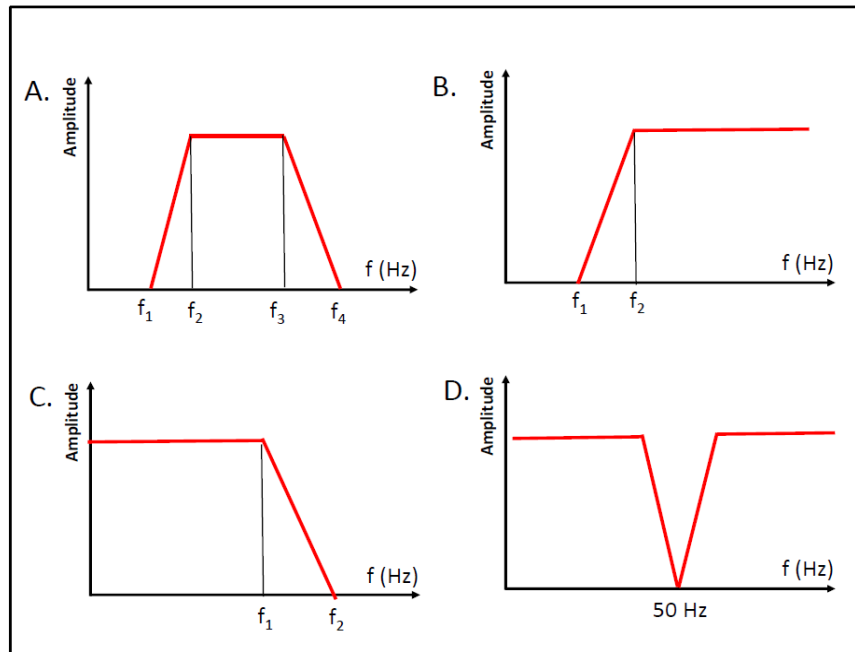 A.
Amplitude
f (Hz)
f₁ f₂ f₃ f₄
B.
Amplitude
f (Hz)
f₁ f₂
C.
Amplitude
f (Hz)
f₁ f₂
D.
Amplitude
f (Hz)
50 Hz